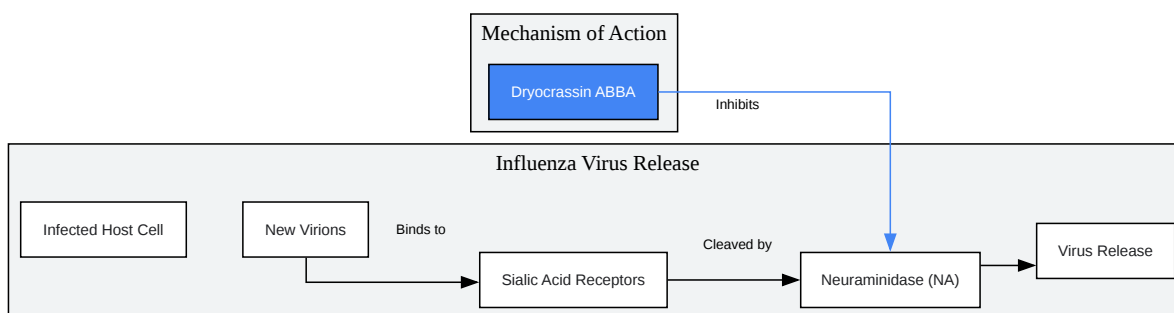 Mechanism of Action
Dryocrassin ABBA
Inhibits
Influenza Virus Release
Infected Host Cell
New Virions
Binds to
Sialic Acid Receptors
Cleaved by
Neuraminidase (NA)
Virus Release